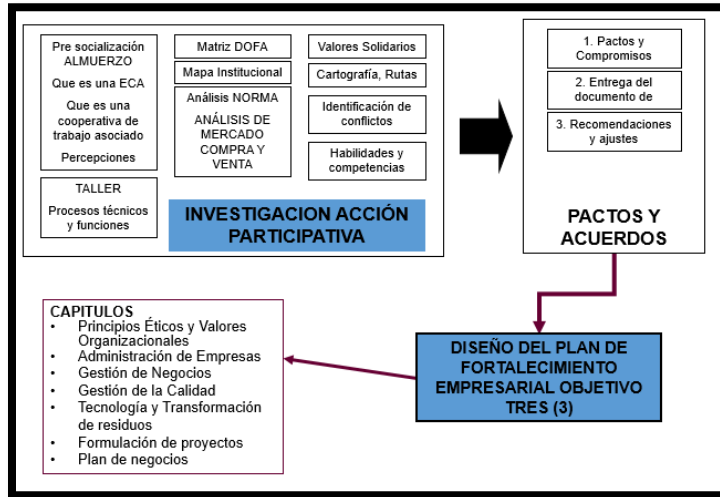 Pre socialización
ALMUERZO
Que es una ECA
Que es una
cooperativa de
trabajo asociado
Percepciones
TALLER
Procesos técnicos
y funciones
Matriz DOFA
Mapa Institucional
Análisis NORMA
ANÁLISIS DE
MERCADO
COMPRA Y
VENTA
Valores Solidarios
Cartografía, Rutas
Identificación de
conflictos
Habilidades y
competencias
INVESTIGACION ACCIÓN
PARTICIPATIVA
1. Pactos y
Compromisos
2. Entrega del
documento de
3. Recomendaciones
y ajustes
PACTOS Y
ACUERDOS
DISEÑO DEL PLAN DE
FORTALECIMIENTO
EMPRESARIAL OBJETIVO
TRES (3)
CAPITULOS
• Principios Éticos y Valores
Organizacionales
• Administración de Empresas
• Gestión de Negocios
• Gestión de la Calidad
• Tecnología y Transformación
de residuos
• Formulación de proyectos
• Plan de negocios